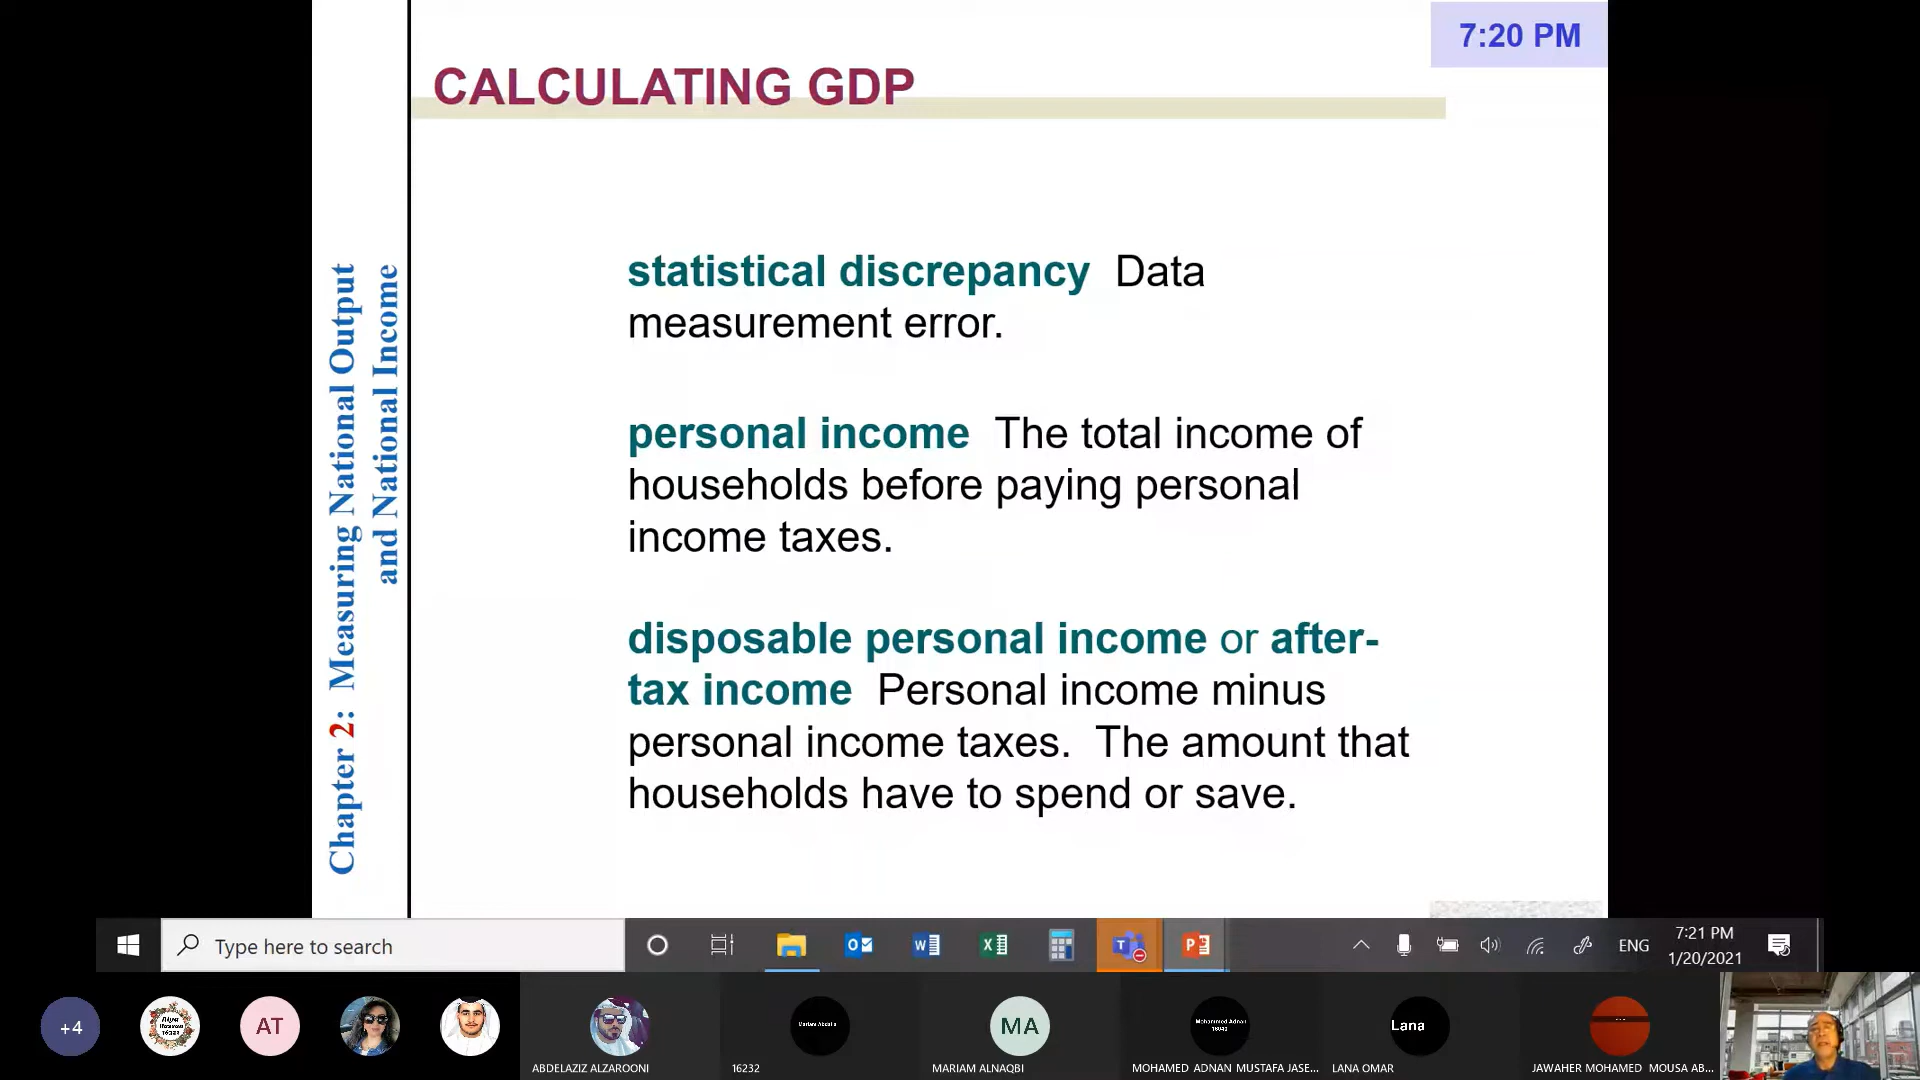 7:20 PM
CALCULATING GDP
Chapter 2: Measuring National Output
and National Income
statistical discrepancy Data
measurement error.
personal income The total income of
households before paying personal
income taxes.
disposable personal income or after-
tax income Personal income minus
personal income taxes. The amount that
households have to spend or save.
Type here to search
ENG
7:21 PM
1/20/2021
+4
AT
MA
Lana
ABDELAZIZ ALZAROONI
16232
MARIAM ALNAQBI
MOHAMED ADNAN MUSTAFA JASE...
LANA OMAR
JAWAHER MOHAMED MOUSA AB...